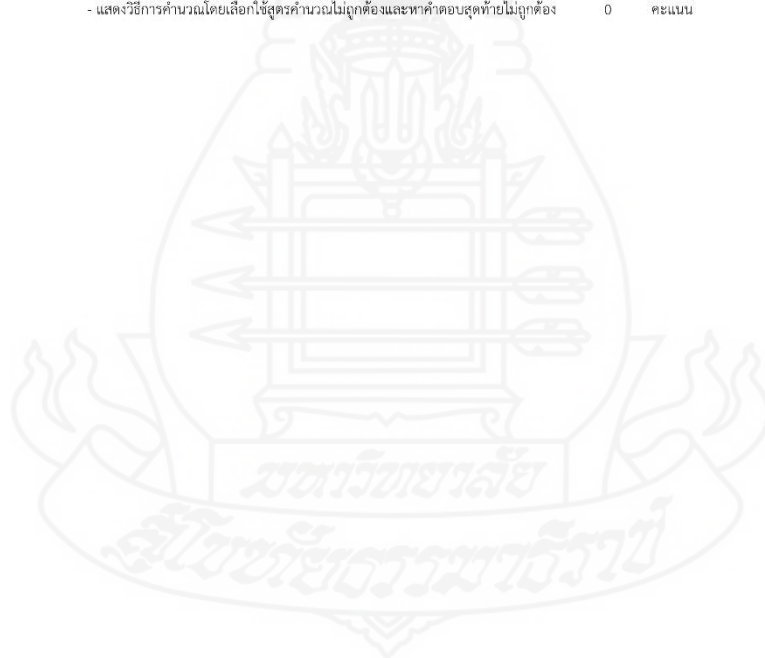 - แสดงวิธีการคำนวณโดยเลือกใช้สูตรคำนวณไม่ถูกต้องและหาคำตอบสุดท้ายไม่ถูกต้อง 0 คะแนน
มหาวิทยาลัย
สุโขทัยธรรมาธิราช